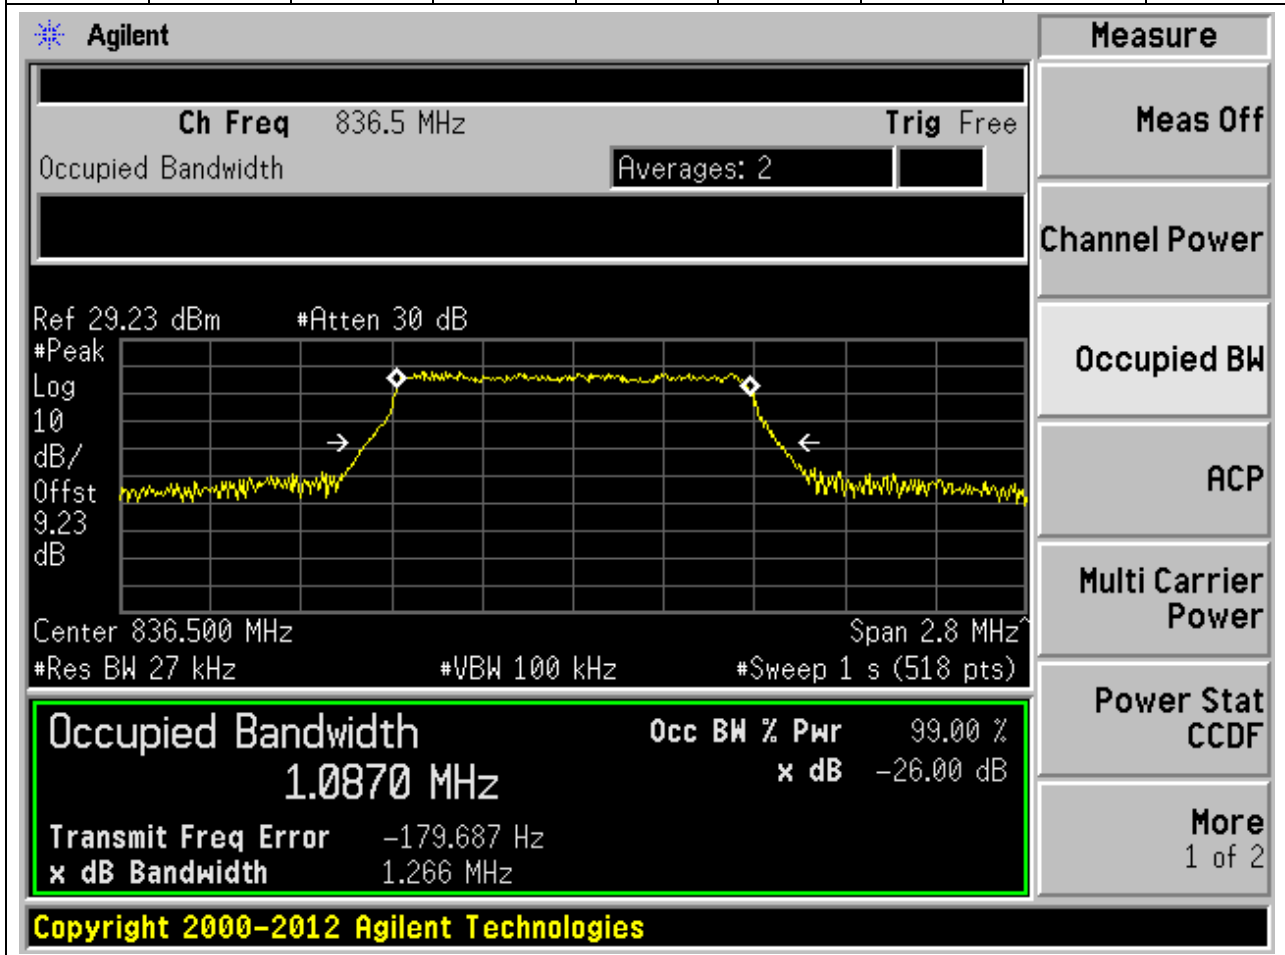 Agilent
Measure
Ch Freq 836.5 MHz Trig Free
Occupied Bandwidth Averages: 2
Meas Off
Channel Power
Occupied BW
ACP
Multi Carrier
Power
Power Stat
CCDF
More
1 of 2
Ref 29.23 dBm #Atten 30 dB
#Peak
Log
10
dB/
Offst
9.23
dB
Center 836.500 MHz Span 2.8 MHz^
#Res BW 27 kHz #VBW 100 kHz #Sweep 1 s (518 pts)
Occupied Bandwidth Occ BW % Pwr 99.00 %
1.0870 MHz x dB -26.00 dB
Transmit Freq Error -179.687 Hz
x dB Bandwidth 1.266 MHz
Copyright 2000-2012 Agilent Technologies